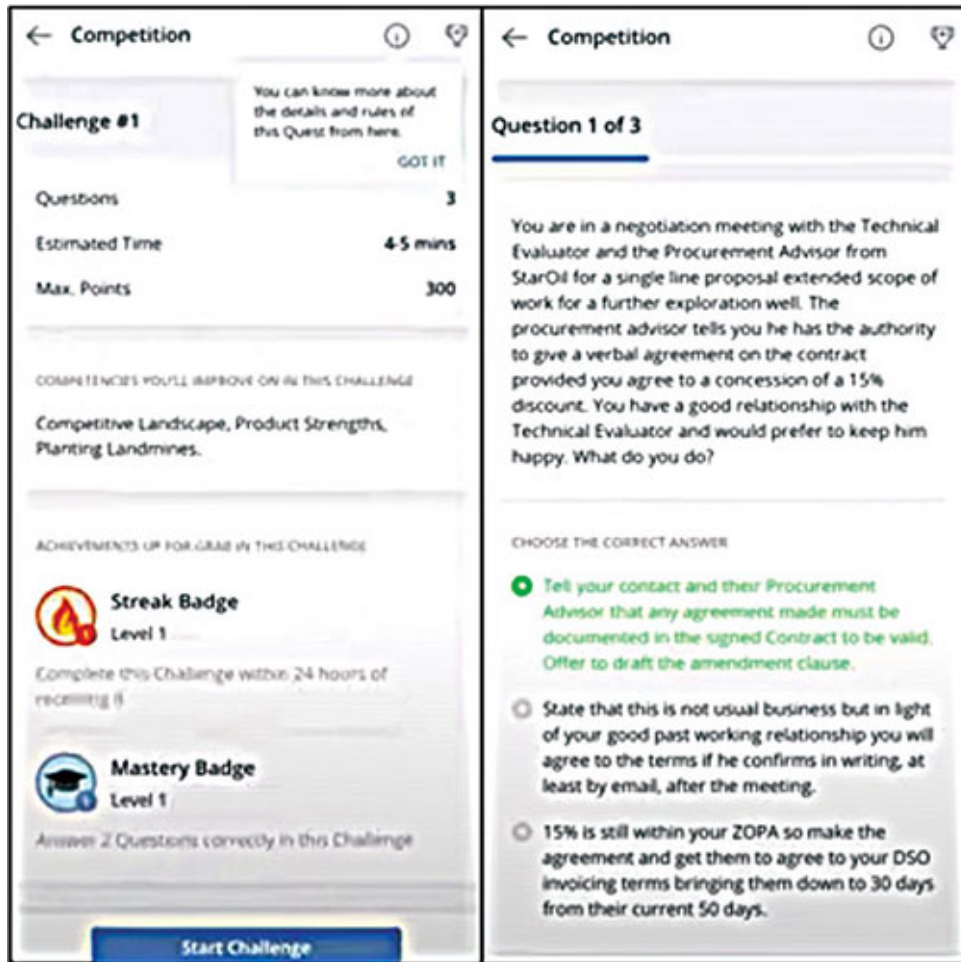 Competition
You can know more about
the details and rules of
this Quest from here.
GOT IT
Challenge #1
Questions 3
Estimated Time 4-5 mins
Max. Points 300
COMPETENCIES YOU'LL IMPROVE ON IN THIS CHALLENGE
Competitive Landscape, Product Strengths,
Planting Landmines.
ACHIEVEMENTS UP FOR GRAB IN THIS CHALLENGE
Streak Badge
Level 1
Complete this Challenge within 24 hours of
receiving it
Mastery Badge
Level 1
Answer 2 Questions correctly in this Challenge
Start Challenge
Competition
Question 1 of 3
You are in a negotiation meeting with the Technical
Evaluator and the Procurement Advisor from
StarOil for a single line proposal extended scope of
work for a further exploration well. The
procurement advisor tells you he has the authority
to give a verbal agreement on the contract
provided you agree to a concession of a 15%
discount. You have a good relationship with the
Technical Evaluator and would prefer to keep him
happy. What do you do?
CHOOSE THE CORRECT ANSWER
Tell your contact and their Procurement
Advisor that any agreement made must be
documented in the signed Contract to be valid.
Offer to draft the amendment clause.
State that this is not usual business but in light
of your good past working relationship you will
agree to the terms if he confirms in writing, at
least by email, after the meeting.
15% is still within your ZOPA so make the
agreement and get them to agree to your DSO
invoicing terms bringing them down to 30 days
from their current 50 days.